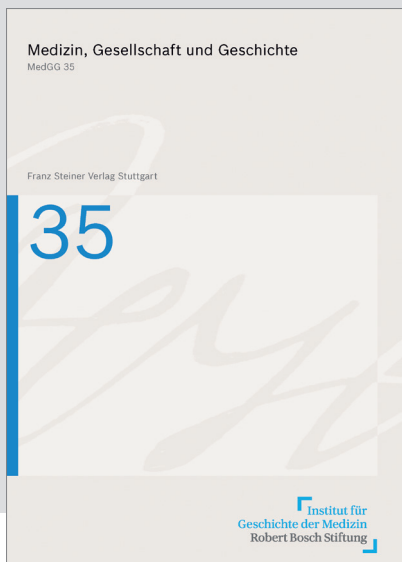 Medizin, Gesellschaft und Geschichte
MedGG 35
Franz Steiner Verlag Stuttgart
35
Institut für
Geschichte der Medizin
Robert Bosch Stiftung